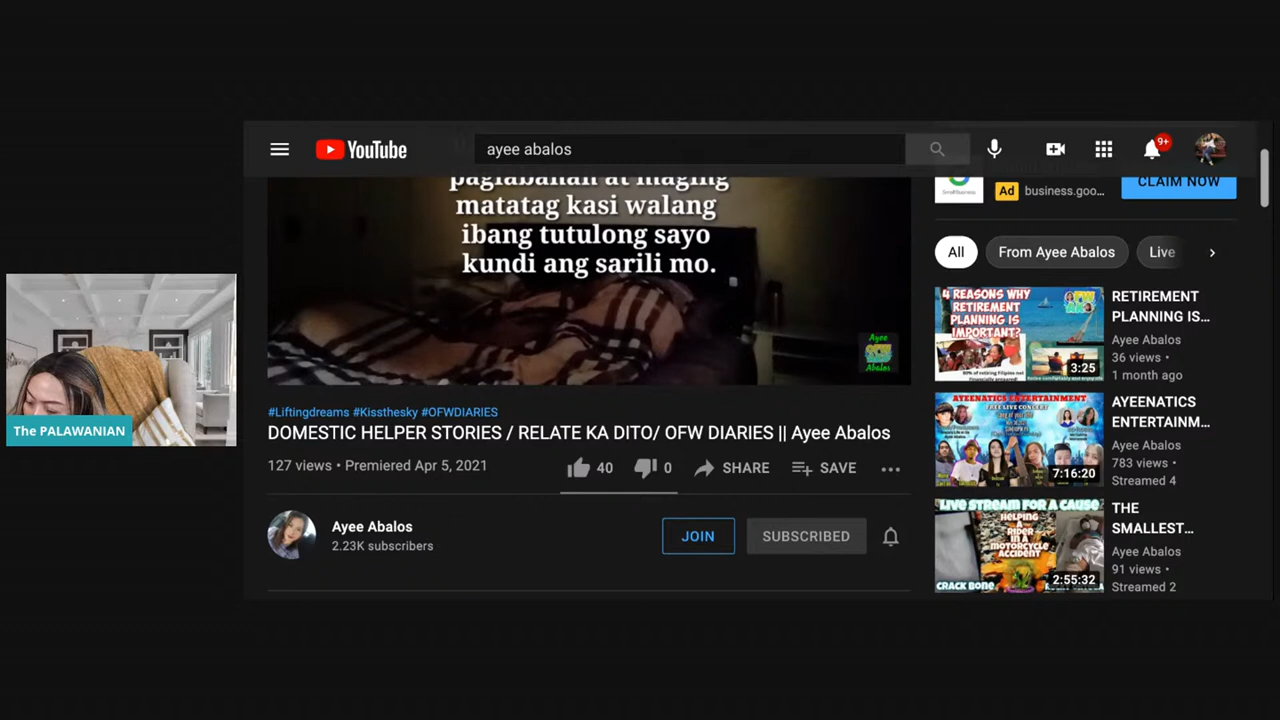 YouTube
ayee abalos
9+
paglabanan at maging
matatag kasi walang
ibang tutulong sayo
kundi ang sarili mo.
Ayee
OFW
Abalos
#Liftingdreams #Kissthesky #OFWDIARIES
DOMESTIC HELPER STORIES / RELATE KA DITO/ OFW DIARIES || Ayee Abalos
127 views • Premiered Apr 5, 2021
40
0
SHARE
SAVE
Ayee Abalos
2.23K subscribers
JOIN
SUBSCRIBED
The PALAWANIAN
Ad
business.goo...
CLAIM NOW
All
From Ayee Abalos
Live
4 REASONS WHY
RETIREMENT
PLANNING IS
IMPORTANT?
3:25
RETIREMENT
PLANNING IS...
Ayee Abalos
36 views •
1 month ago
AYEENATICS ENTERTAINMENT
FREE LIVE CONCERT
7:16:20
AYEENATICS
ENTERTAINM...
Ayee Abalos
783 views •
Streamed 4
LIVE STREAM FOR A CAUSE
HELPING
A
RIDER
IN A
MOTORCYCLE
ACCIDENT
CRACK BONE
2:55:32
THE
SMALLEST...
Ayee Abalos
91 views •
Streamed 2